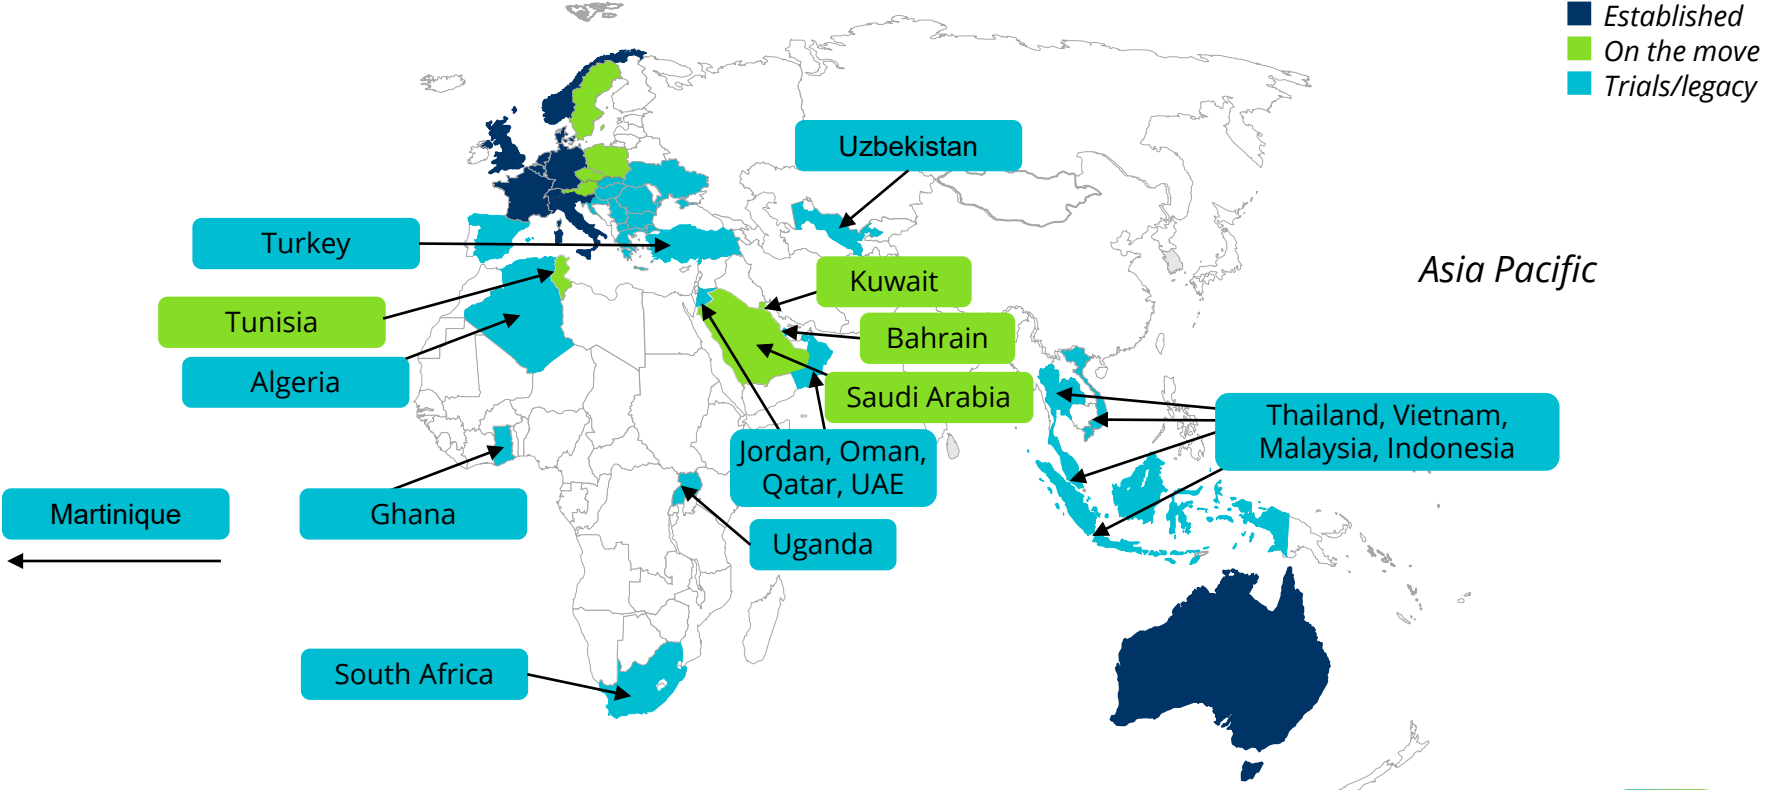 Established
On the move
Trials/legacy
Uzbekistan
Turkey
Kuwait
Asia Pacific
Tunisia
Bahrain
Algeria
Saudi Arabia
Thailand, Vietnam,
Malaysia, Indonesia
Jordan, Oman,
Qatar, UAE
Martinique
Ghana
Uganda
South Africa